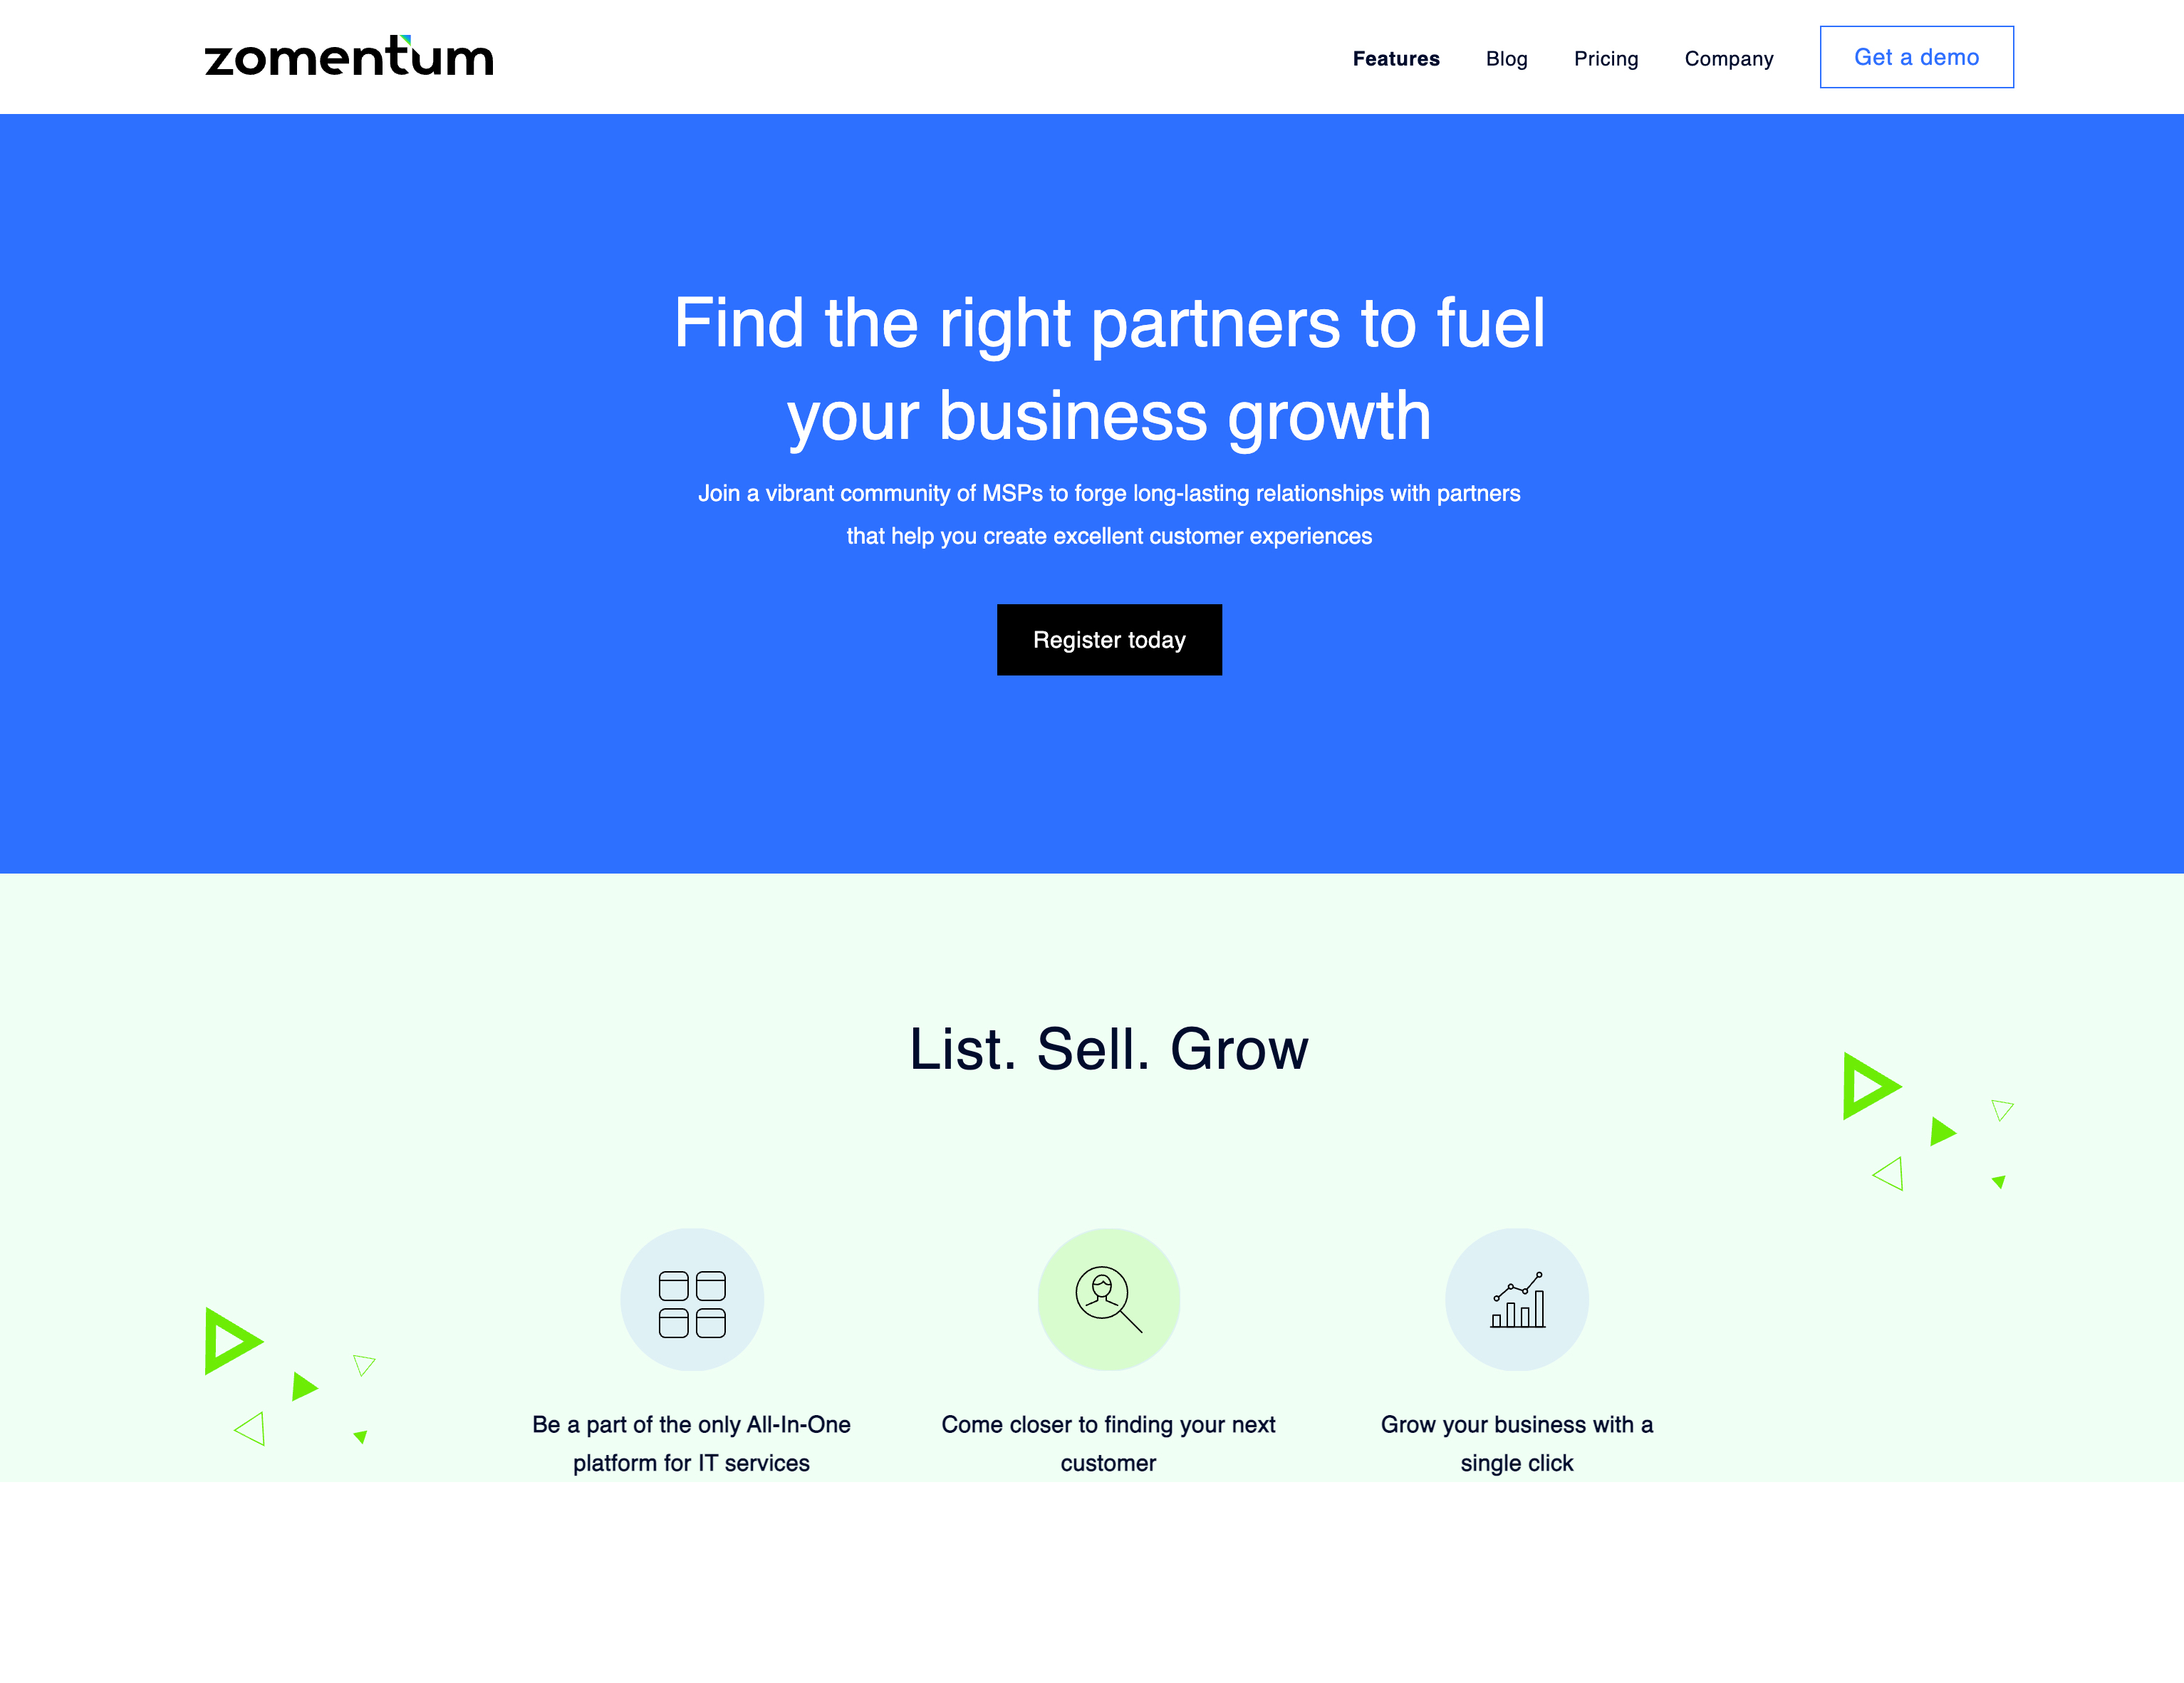 zomentum
Features Blog Pricing Company Get a demo
Find the right partners to fuel
your business growth
Join a vibrant community of MSPs to forge long-lasting relationships with partners
that help you create excellent customer experiences
Register today
List. Sell. Grow
Be a part of the only All-In-One
platform for IT services
Come closer to finding your next
customer
Grow your business with a
single click